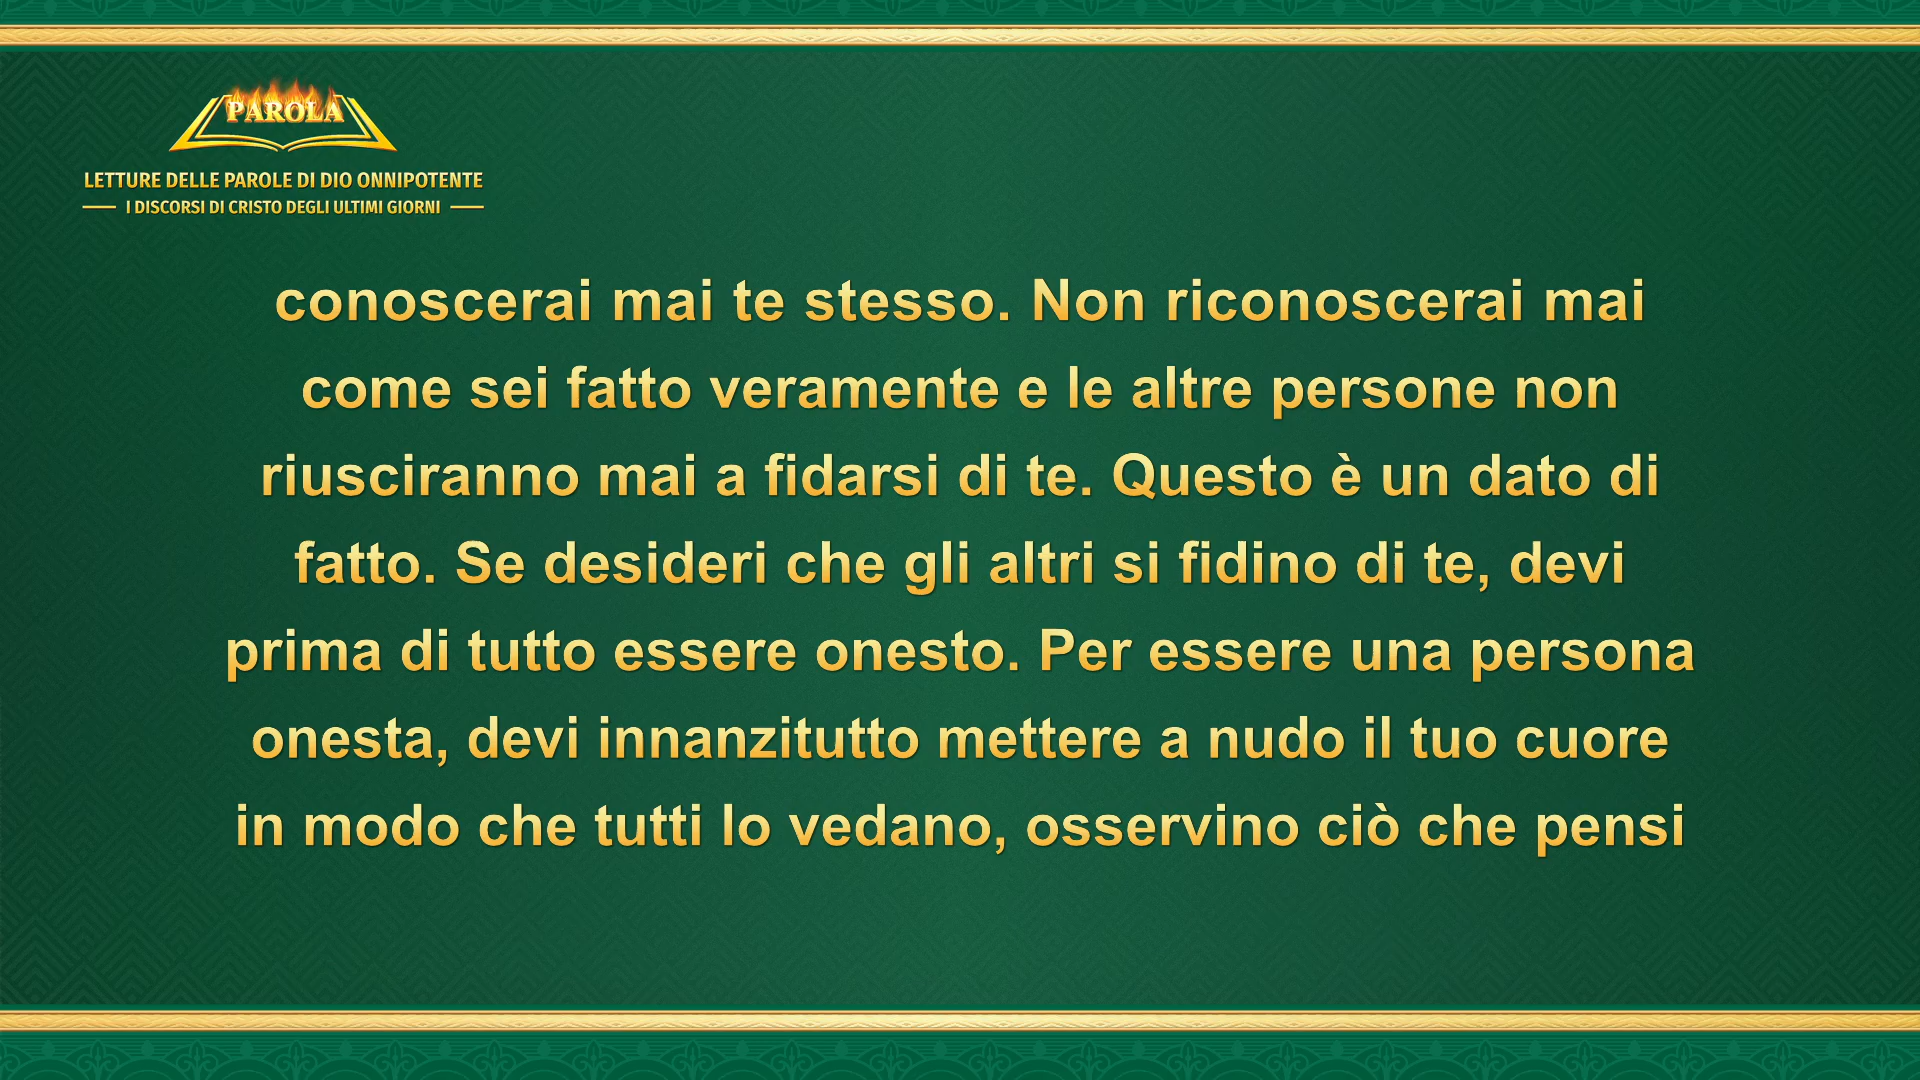 PAROLA
LETTURE DELLE PAROLE DI DIO ONNIPOTENTE
I DISCORSI DI CRISTO DEGLI ULTIMI GIORNI
conoscerai mai te stesso. Non riconoscerai mai
come sei fatto veramente e le altre persone non
riusciranno mai a fidarsi di te. Questo è un dato di
fatto. Se desideri che gli altri si fidino di te, devi
prima di tutto essere onesto. Per essere una persona
onesta, devi innanzitutto mettere a nudo il tuo cuore
in modo che tutti lo vedano, osservino ciò che pensi